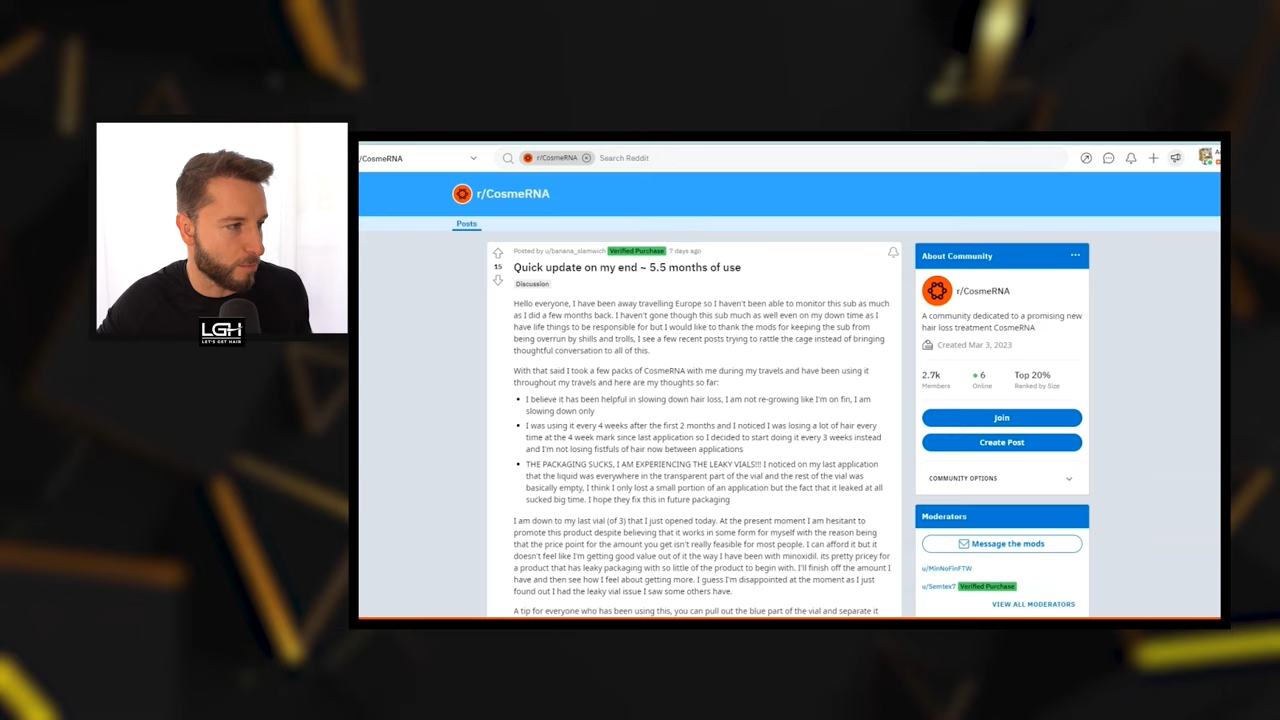 /CosmeRNA
r/CosmeRNA
Search Reddit
r/CosmeRNA
Posts
Posted by u/banana_slamwich Verified Purchase 7 days ago
15
Quick update on my end ~ 5.5 months of use
Discussion
Hello everyone, I have been away travelling Europe so I haven't been able to monitor this sub as much
as I did a few months back. I haven't gone though this sub much as well even on my down time as I
have life things to be responsible for but I would like to thank the mods for keeping the sub from
being overrun by shills and trolls, I see a few recent posts trying to rattle the cage instead of bringing
thoughtful conversation to all of this.
With that said I took a few packs of CosmeRNA with me during my travels and have been using it
throughout my travels and here are my thoughts so far:
• I believe it has been helpful in slowing down hair loss, I am not re-growing like I'm on fin, I am
slowing down only
• I was using it every 4 weeks after the first 2 months and I noticed I was losing a lot of hair every
time at the 4 week mark since last application so I decided to start doing it every 3 weeks instead
and I'm not losing fistfuls of hair now between applications
• THE PACKAGING SUCKS, I AM EXPERIENCING THE LEAKY VIALS!!! I noticed on my last application
that the liquid was everywhere in the transparent part of the vial and the rest of the vial was
basically empty, I think I only lost a small portion of an application but the fact that it leaked at all
sucked big time. I hope they fix this in future packaging
I am down to my last vial (of 3) that I just opened today. At the present moment I am hesitant to
promote this product despite believing that it works in some form for myself with the reason being
that the price point for the amount you get isn't really feasible for most people. I can afford it but it
doesn't feel like I'm getting good value out of it the way I have been with minoxidil. its pretty pricey for
a product that has leaky packaging with so little of the product to begin with. I'll finish off the amount I
have and then see how I feel about getting more. I guess I'm disappointed at the moment as I just
found out I had the leaky vial issue I saw some others have.
A tip for everyone who has been using this, you can pull out the blue part of the vial and separate it
About Community
r/CosmeRNA
A community dedicated to a promising new
hair loss treatment CosmeRNA
Created Mar 3, 2023
2.7k 6 Top 20%
Members Online Ranked by Size
Join
Create Post
COMMUNITY OPTIONS
Moderators
Message the mods
u/MinNoFinFTW
u/Semtex7 Verified Purchase
VIEW ALL MODERATORS
LGH
LET'S GET HAIR